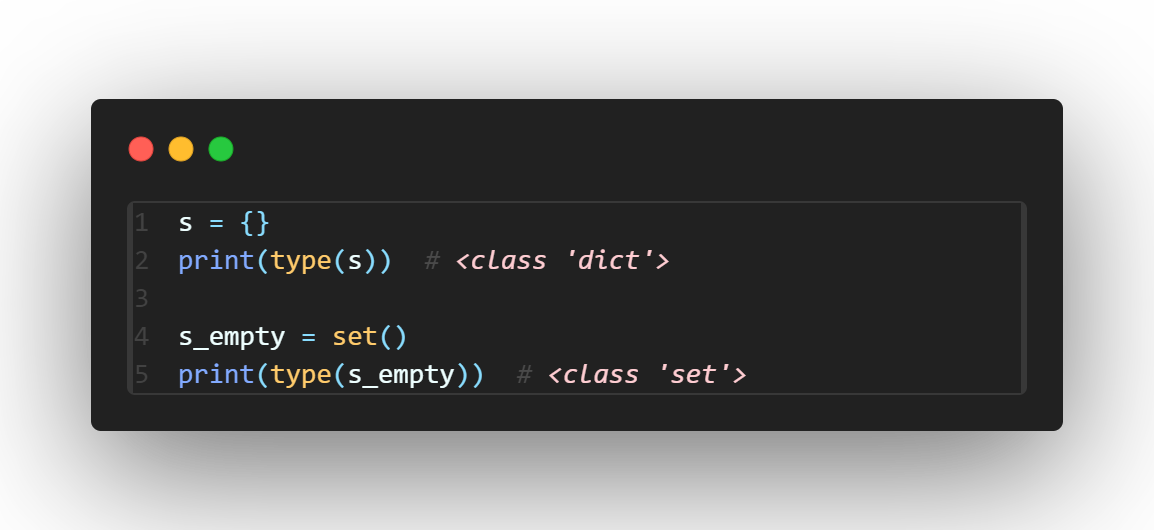 1 s = {}
2 print(type(s))  # <class 'dict'>
3
4 s_empty = set()
5 print(type(s_empty))  # <class 'set'>